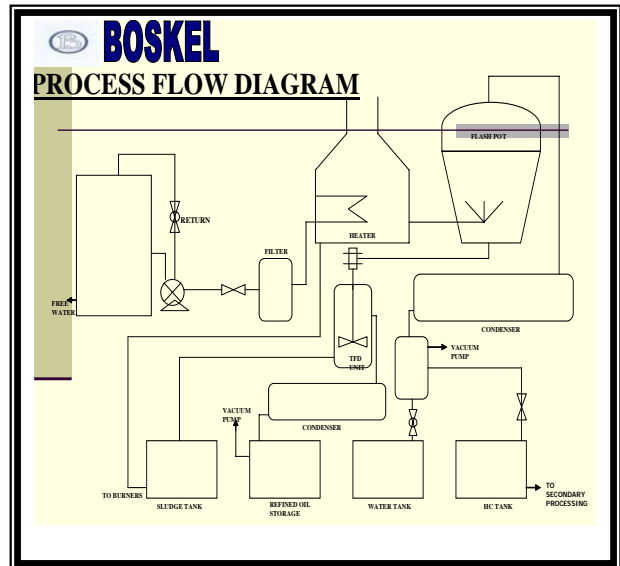 BOSKEL
PROCESS FLOW DIAGRAM
FLASH POT
RETURN
HEATER
FILTER
FREE
WATER
CONDENSER
TFD
UNIT
VACUUM
PUMP
VACUUM
PUMP
CONDENSER
TO BURNERS
SLUDGE TANK
REFINED OIL
STORAGE
WATER TANK
HC TANK
TO
SECONDARY
PROCESSING